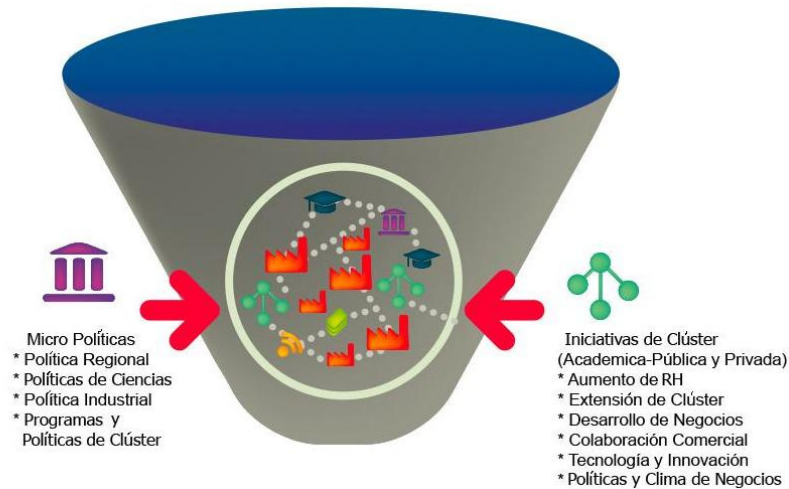 Micro Políticas
* Política Regional
* Políticas de Ciencias
* Política Industrial
* Programas y
Políticas de Clúster
Iniciativas de Clúster
(Academica-Pública y Privada)
* Aumento de RH
* Extensión de Clúster
* Desarrollo de Negocios
* Colaboración Comercial
* Tecnología y Innovación
* Políticas y Clima de Negocios